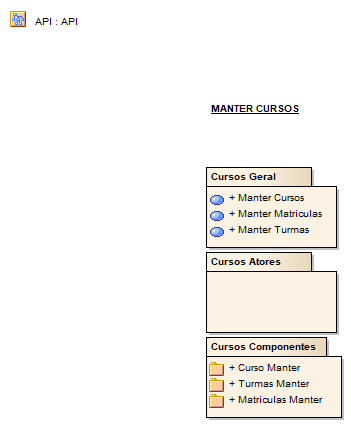 API : API
MANTER CURSOS
Cursos Geral
+ Manter Cursos
+ Manter Matriculas
+ Manter Turmas
Cursos Atores
Cursos Componentes
+ Curso Manter
+ Turmas Manter
+ Matriculas Manter